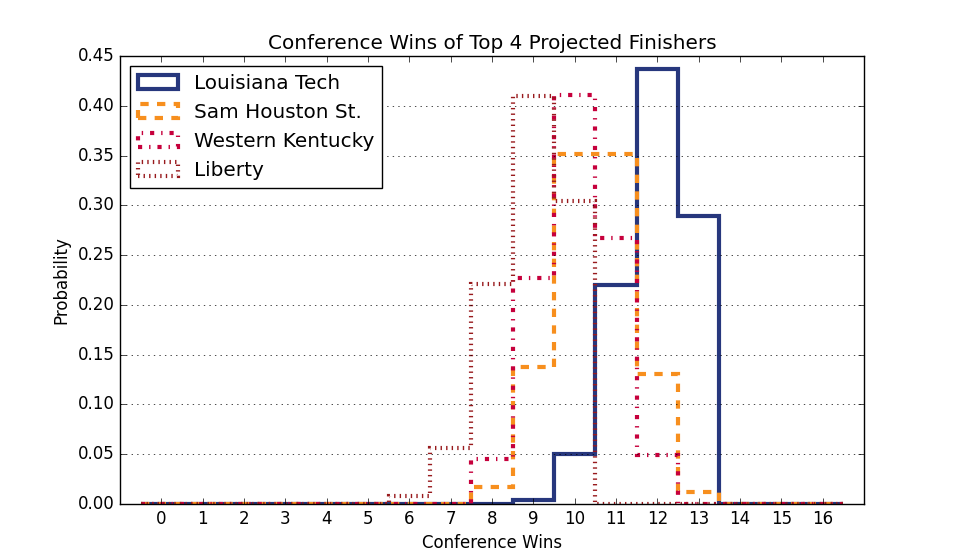 Conference Wins of Top 4 Projected Finishers
Louisiana Tech
Sam Houston St.
Western Kentucky
Liberty
Probability
0.45
0.40
0.35
0.30
0.25
0.20
0.15
0.10
0.05
0.00
0 1 2 3 4 5 6 7 8 9 10 11 12 13 14 15 16
Conference Wins